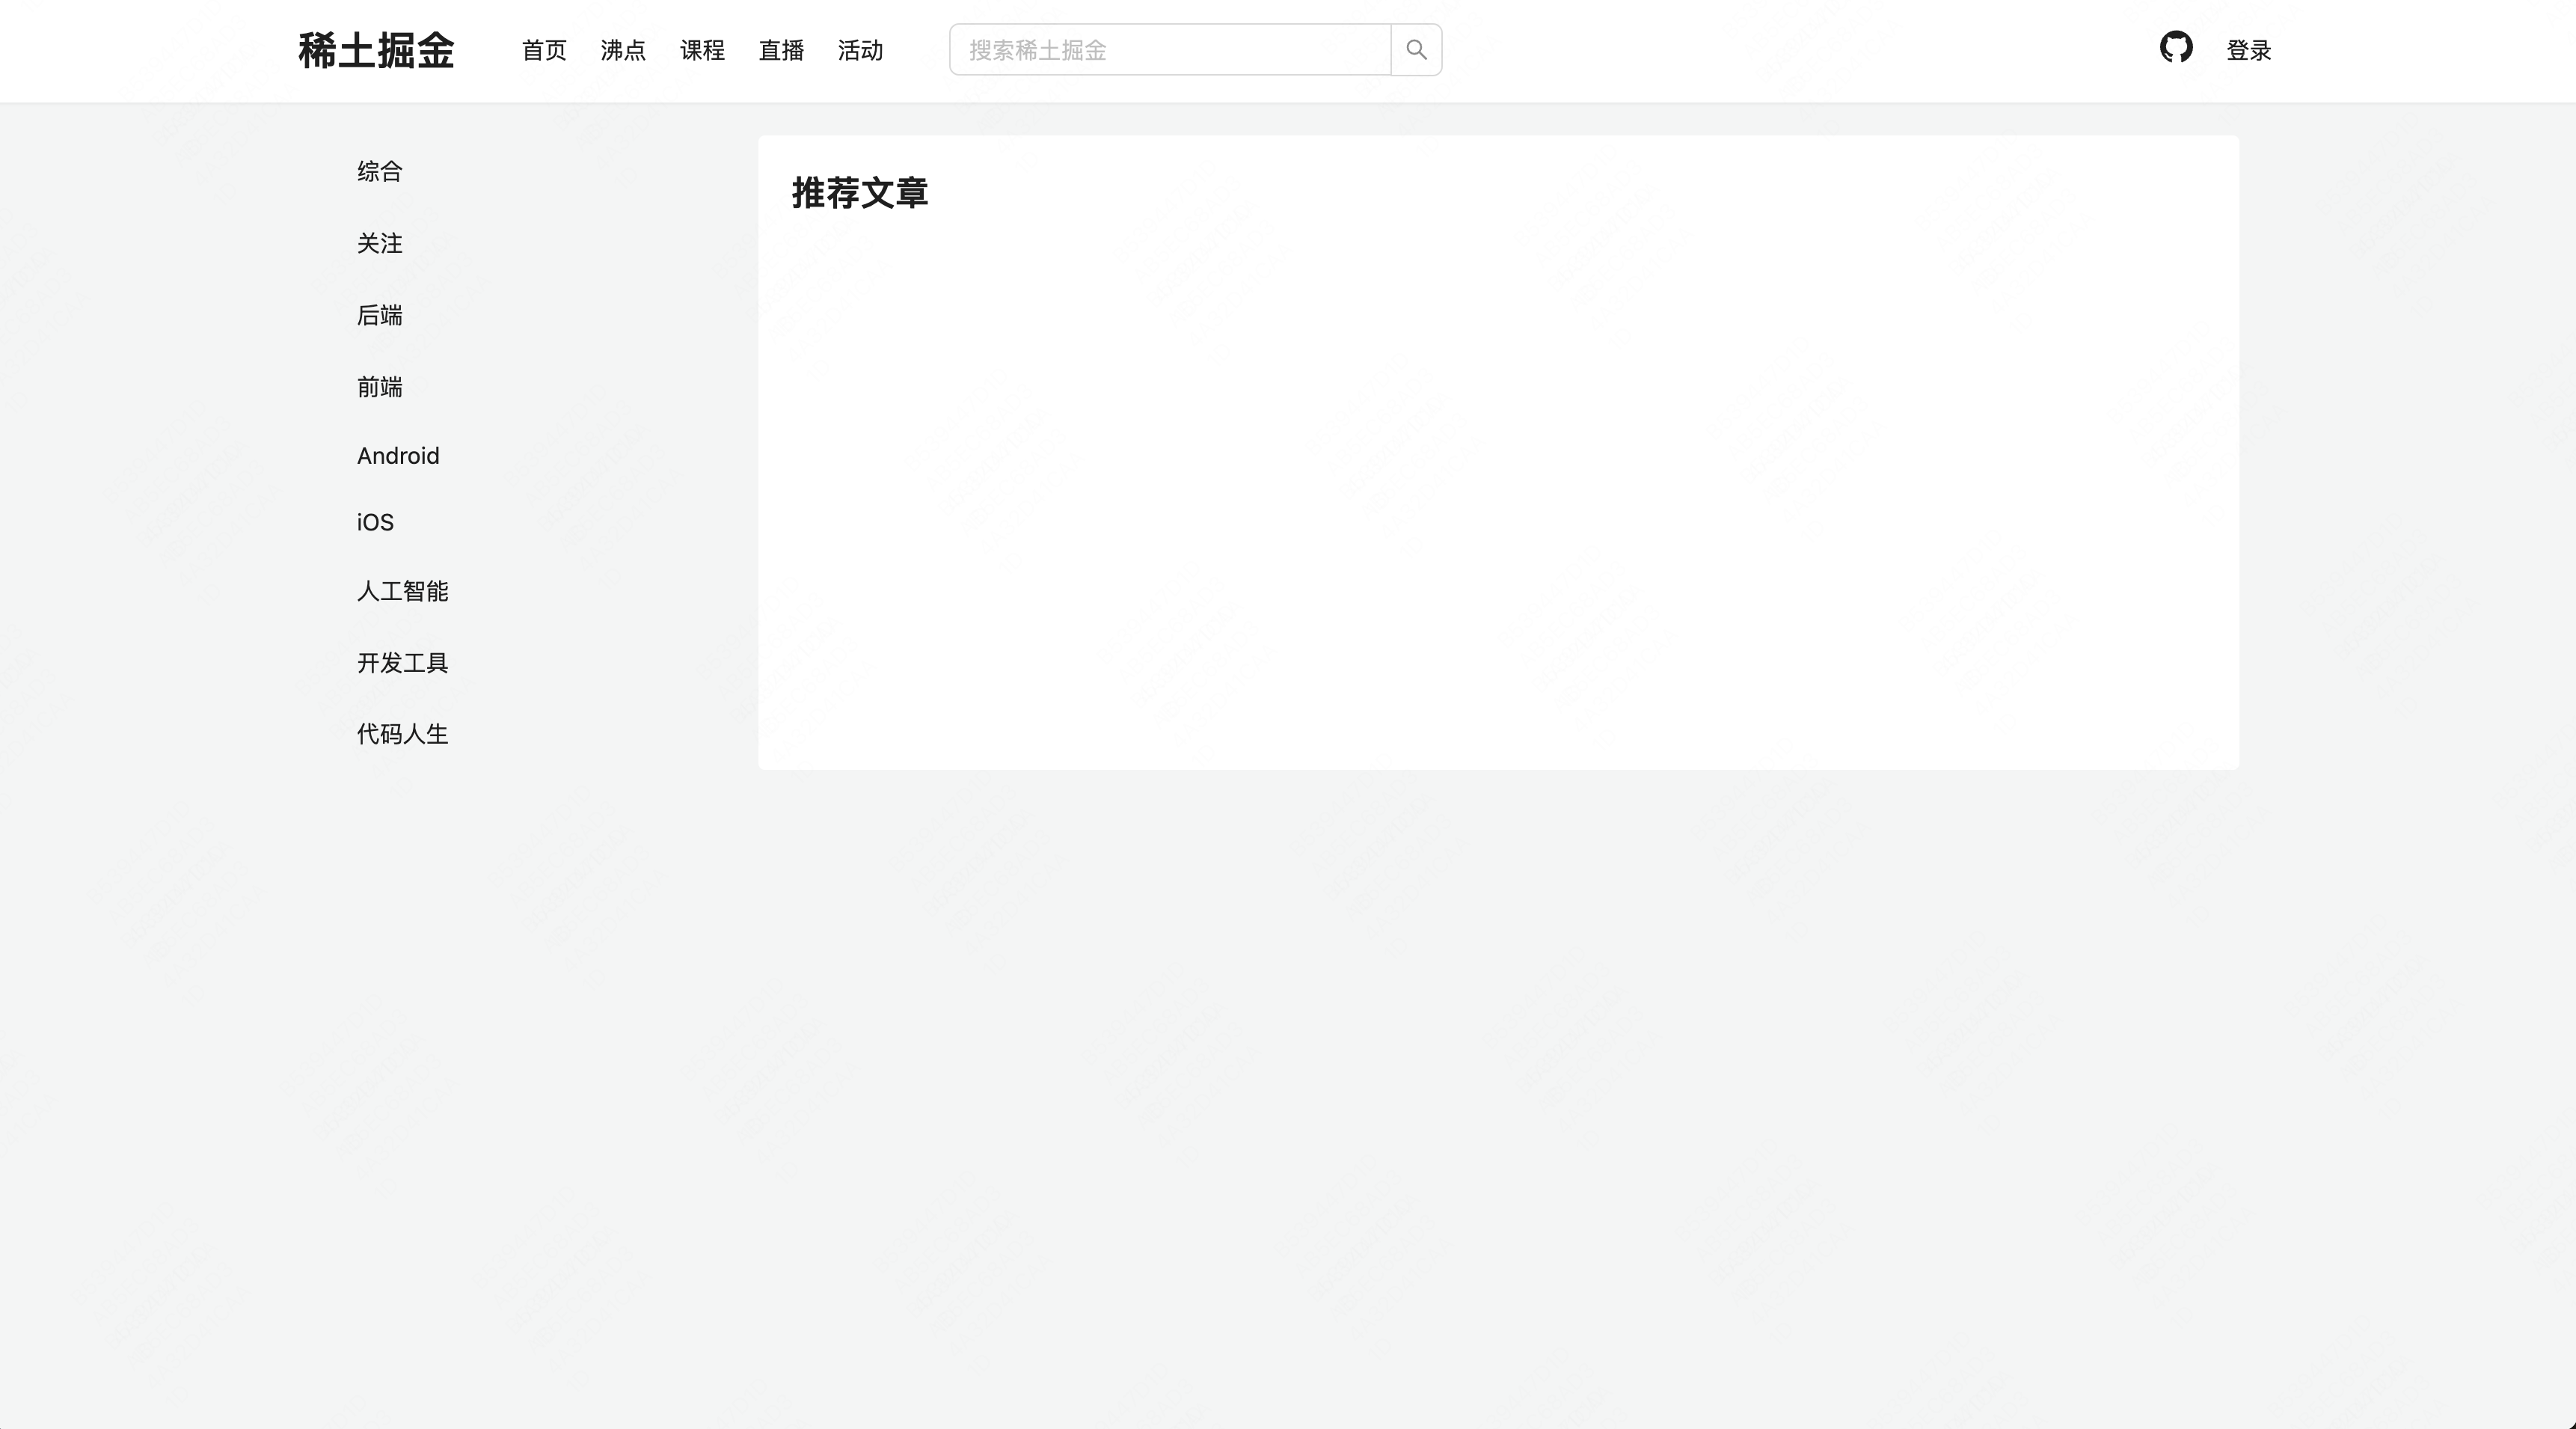 稀土掘金 首页 沸点 课程 直播 活动 搜索稀土掘金 登录
综合
关注
后端
前端
Android
iOS
人工智能
开发工具
代码人生
推荐文章